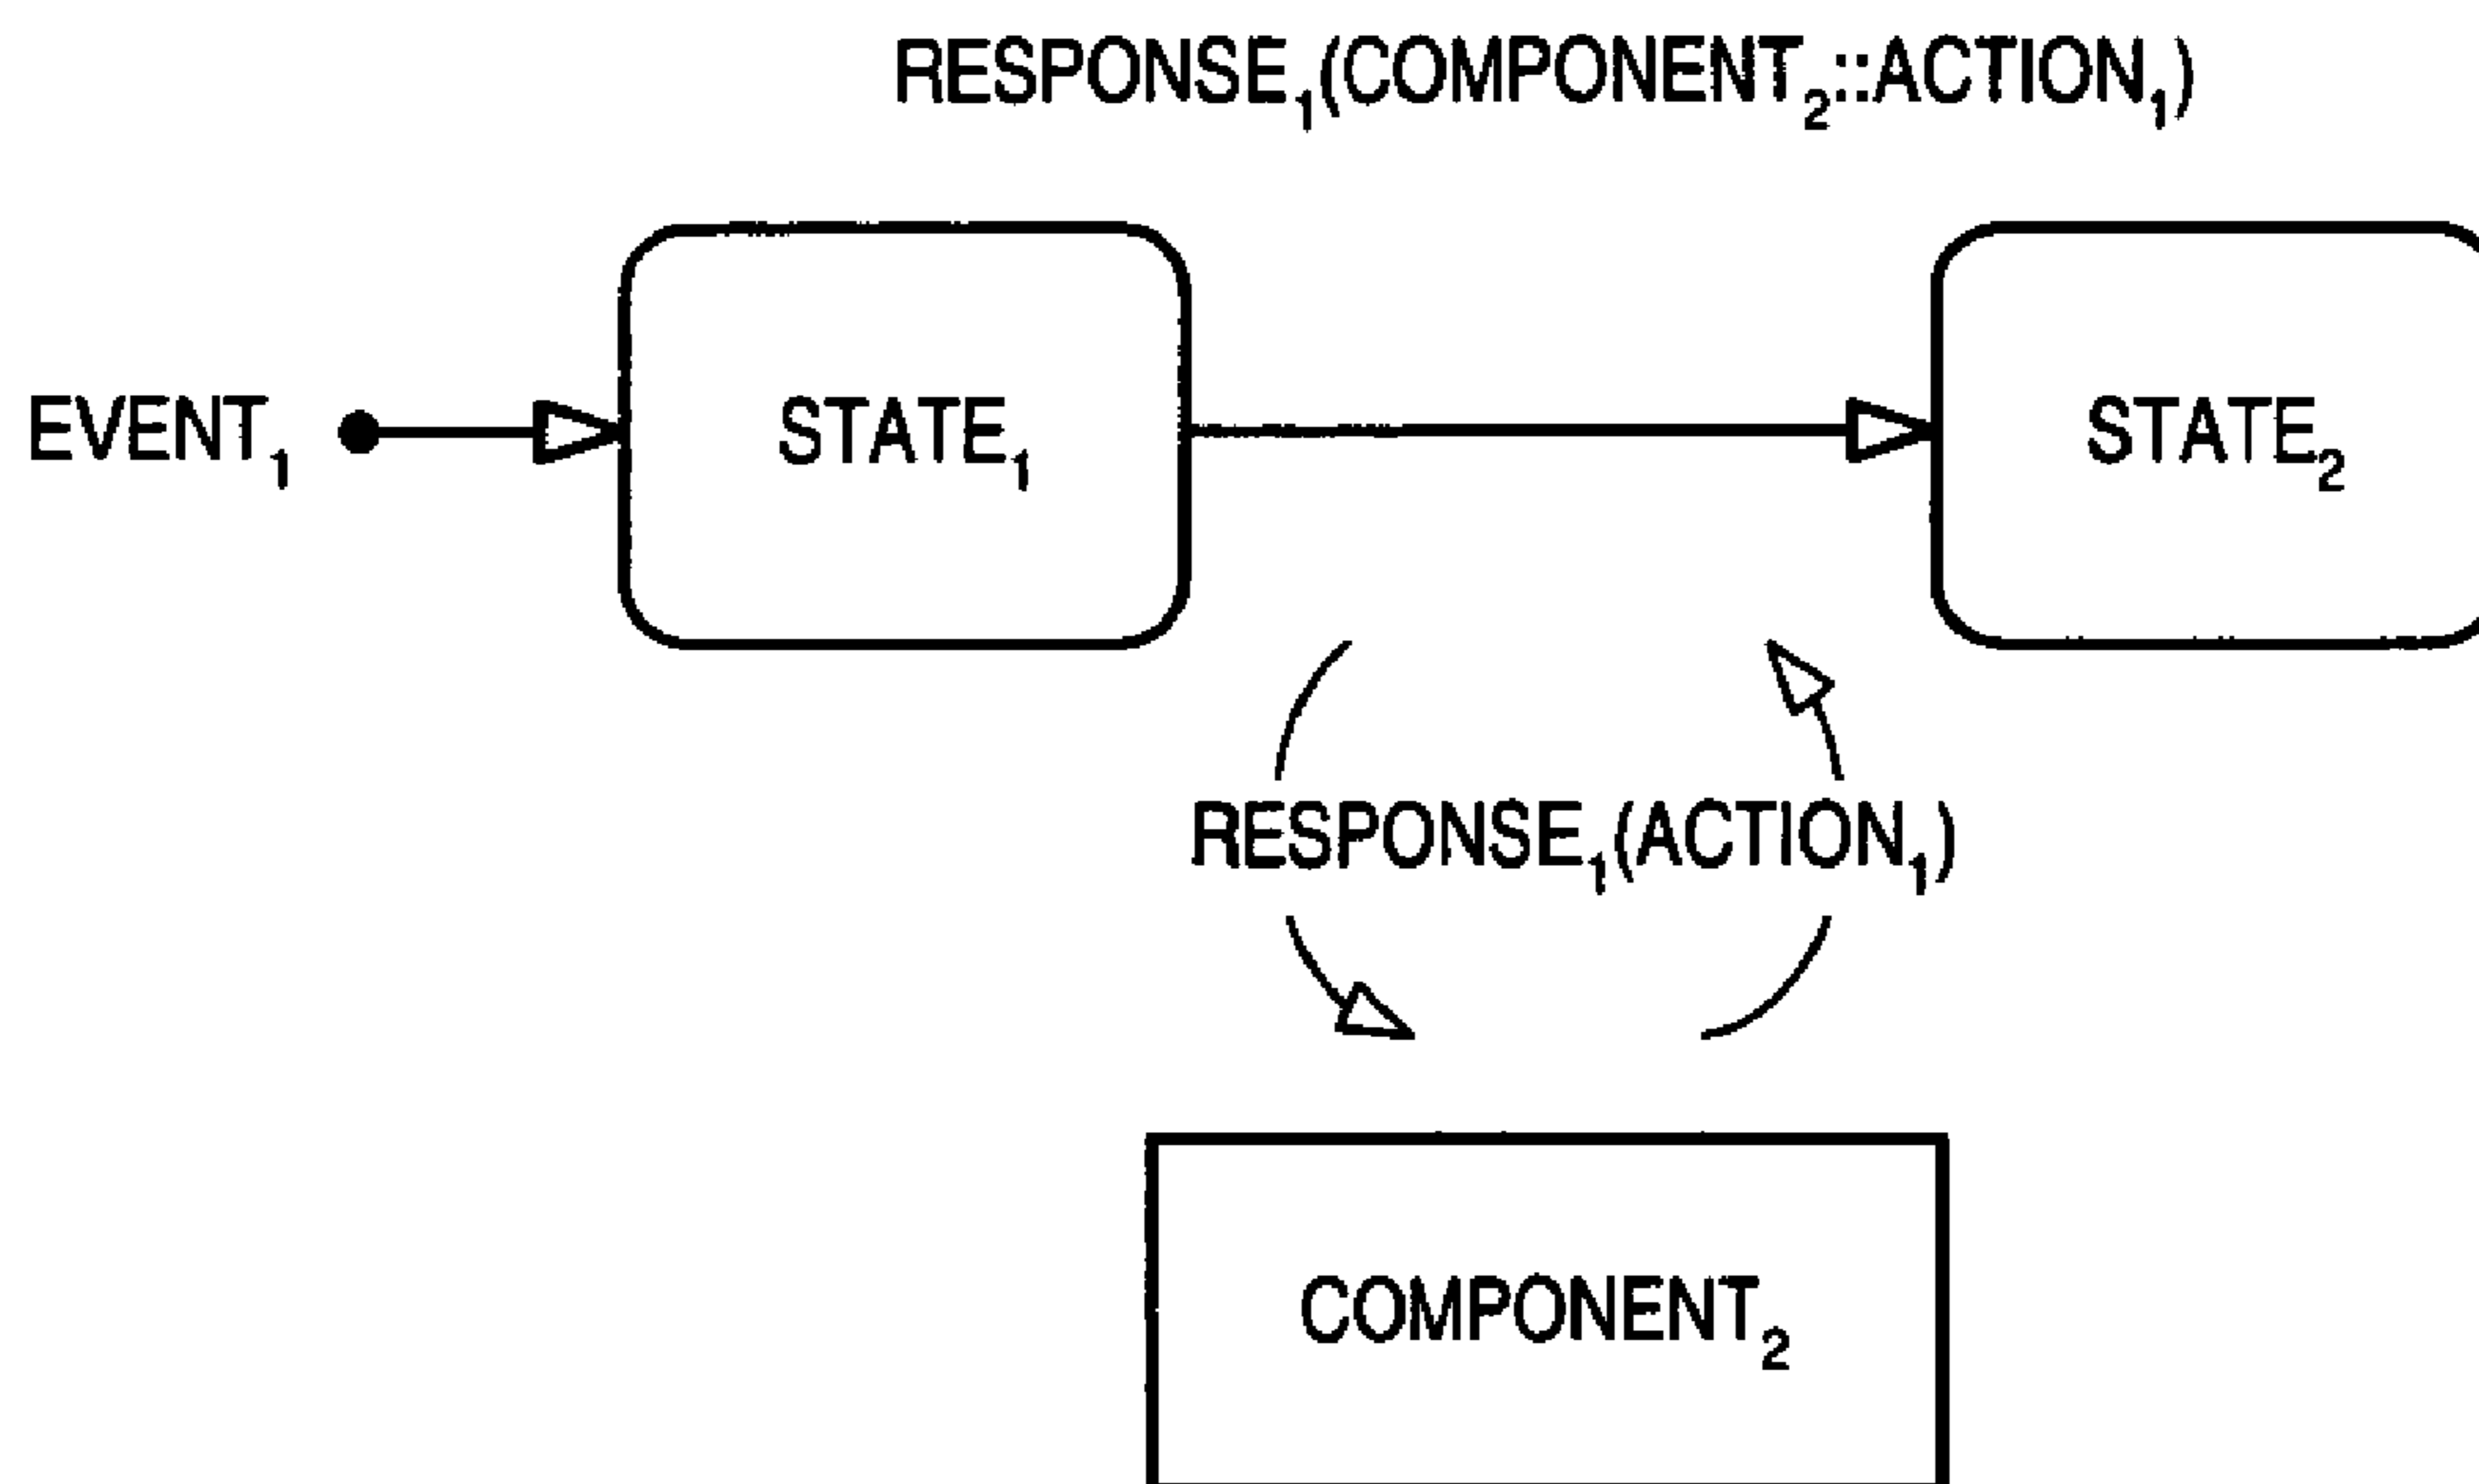 RESPONSE₁(COMPONENT₂::ACTION₁)
EVENT₁
STATE₁
STATE₂
RESPONSE₁(ACTION₁)
COMPONENT₂